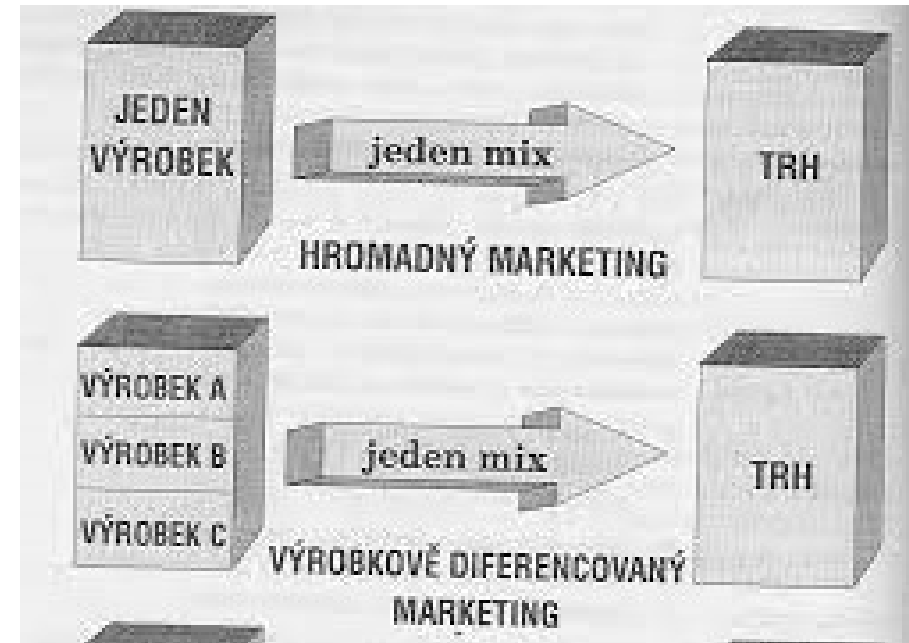 JEDEN
VÝROBEK
jeden mix
TRH
HROMADNÝ MARKETING
VÝROBEK A
VÝROBEK B
VÝROBEK C
jeden mix
TRH
VÝROBKOVĚ DIFERENCOVANÝ
MARKETING